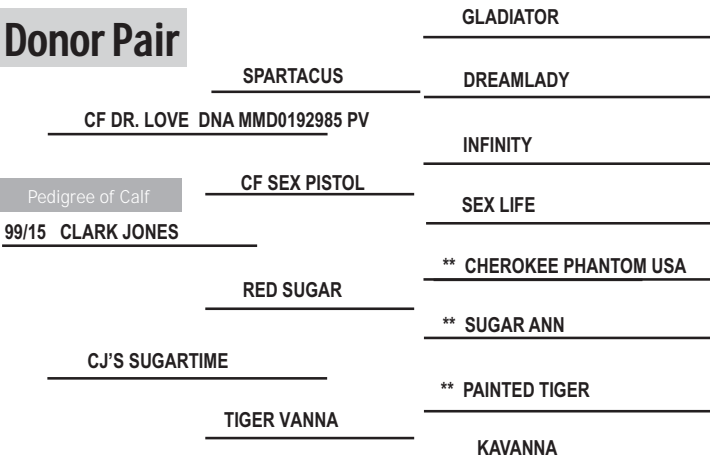 GLADIATOR
Donor Pair
SPARTACUS
DREAMLADY
CF DR. LOVE DNA MMD0192985 PV
INFINITY
CF SEX PISTOL
Pedigree of Calf
SEX LIFE
99/15 CLARK JONES
** CHEROKEE PHANTOM USA
RED SUGAR
** SUGAR ANN
CJ'S SUGARTIME
** PAINTED TIGER
TIGER VANNA
KAVANNA